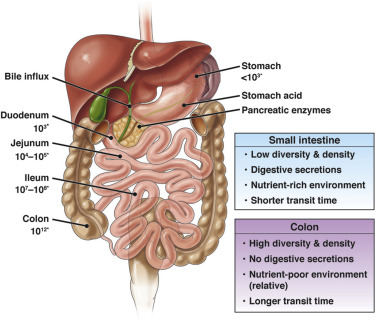 Stomach
<10³*
Bile influx
Stomach acid
Pancreatic enzymes
Duodenum
10³*
Jejunum
10⁴–10⁵*
Ileum
10⁷–10⁸*
Colon
10¹²*
Small intestine
· Low diversity & density
· Digestive secretions
· Nutrient-rich environment
· Shorter transit time
Colon
· High diversity & density
· No digestive secretions
· Nutrient-poor environment
(relative)
· Longer transit time